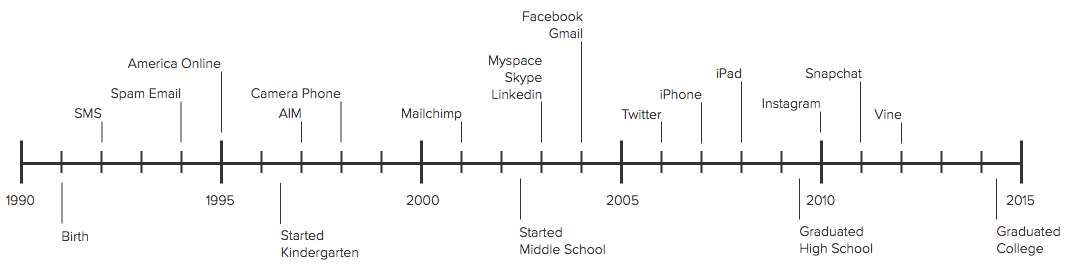 Facebook
Gmail
Myspace
Skype
Linkedin
America Online
iPad
Snapchat
Spam Email
Camera Phone
iPhone
Instagram
SMS
AIM
Mailchimp
Twitter
Vine
1990
1995
2000
2005
2010
2015
Birth
Started
Kindergarten
Started
Middle School
Graduated
High School
Graduated
College